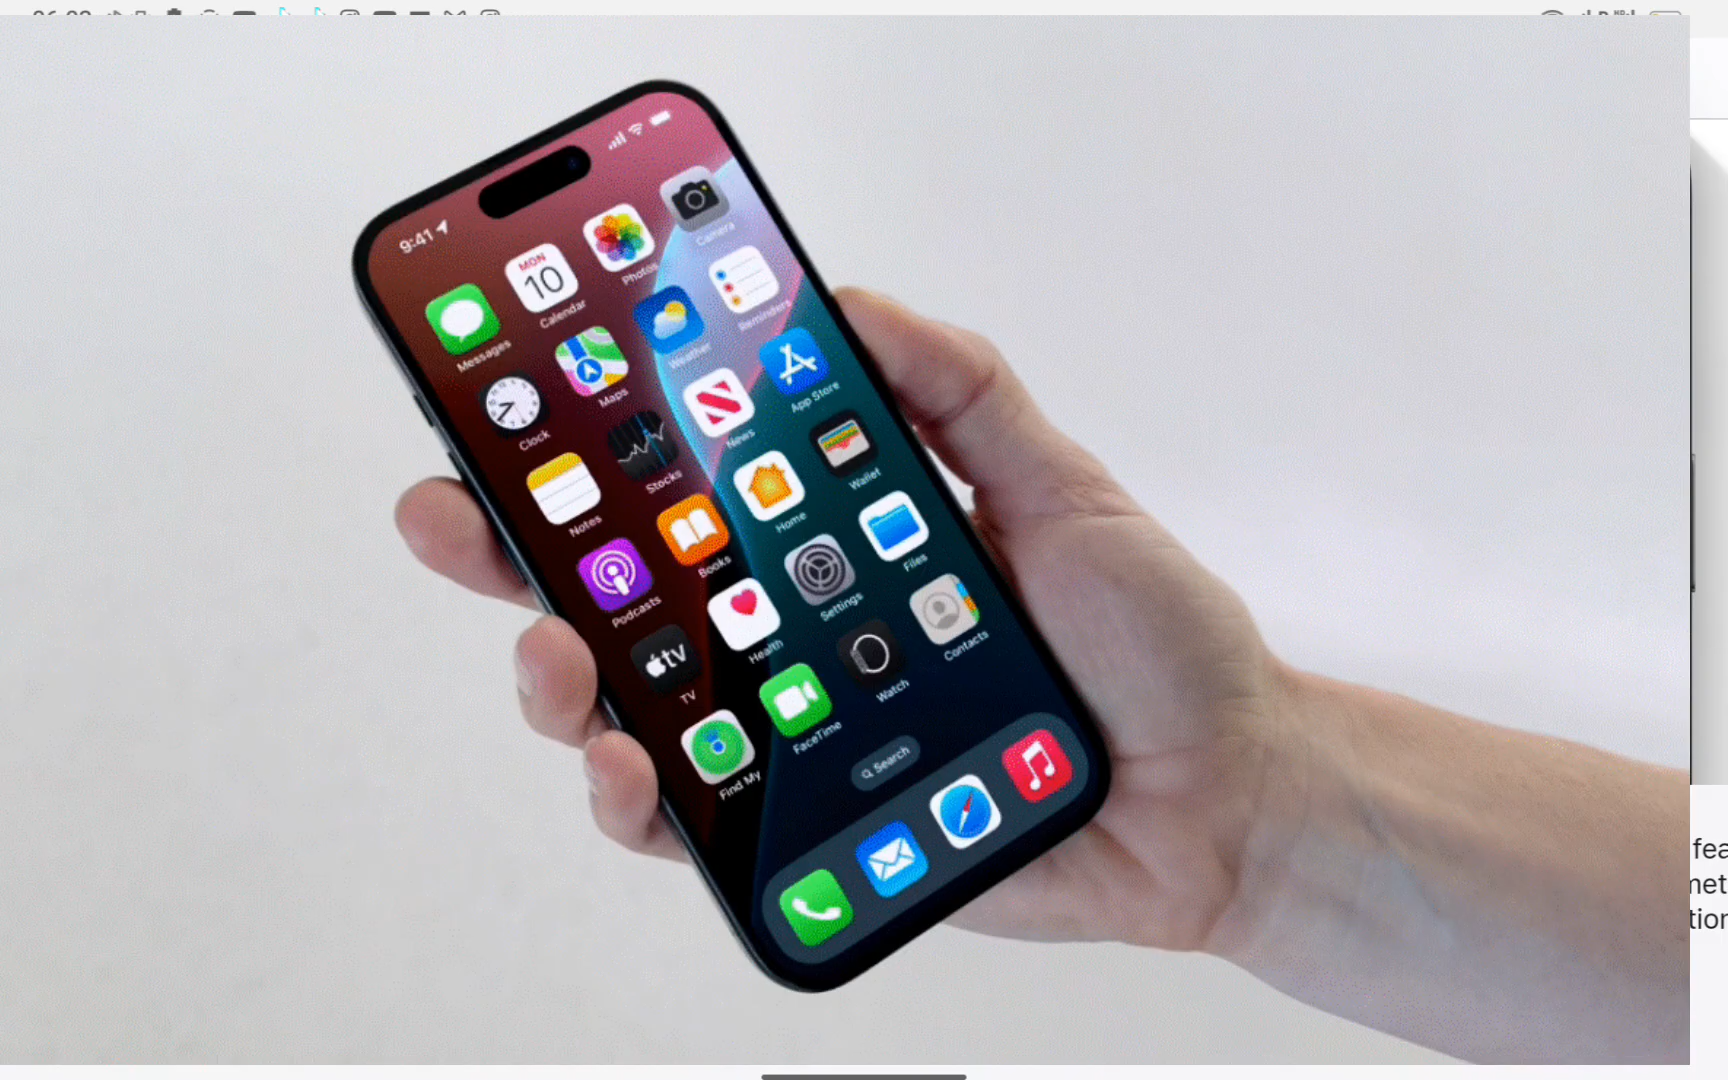 9:41
Messages
MON
10
Calendar
Photos
Camera
Clock
Maps
Weather
Reminders
Notes
Stocks
News
App Store
Podcasts
Books
Home
Wallet
tv
TV
Health
Settings
Files
Find My
FaceTime
Watch
Contacts
Search
fea
tion